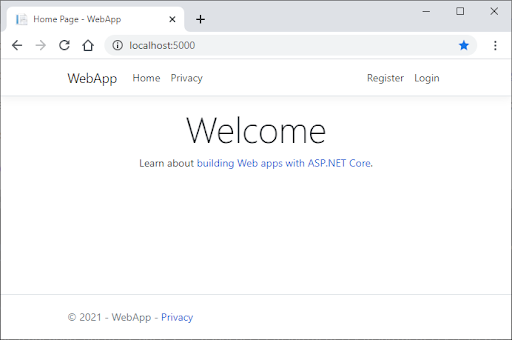 Home Page - WebApp
localhost:5000
WebApp Home Privacy Register Login
Welcome
Learn about building Web apps with ASP.NET Core.
© 2021 - WebApp - Privacy